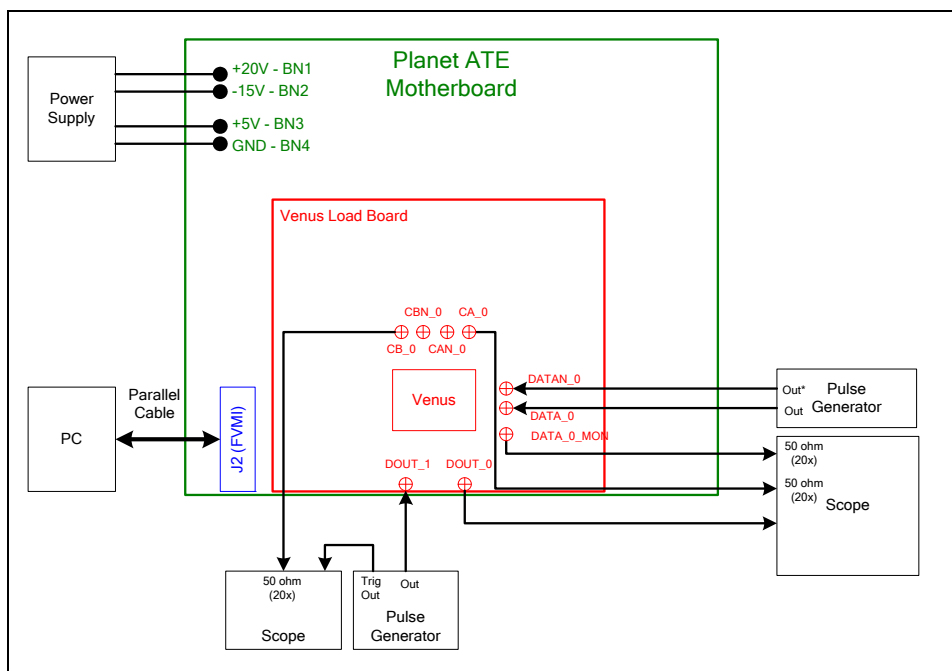 Planet ATE
Motherboard
+20V - BN1
-15V - BN2
+5V - BN3
GND - BN4
Power
Supply
Venus Load Board
CBN_0
CA_0
CB_0
CAN_0
Venus
DATAN_0
DATA_0
DATA_0_MON
Out*
Out
Pulse
Generator
PC
Parallel
Cable
J2 (FVMI)
DOUT_1
DOUT_0
50 ohm
(20x)
50 ohm
(20x)
Scope
50 ohm
(20x)
Scope
Trig
Out
Out
Pulse
Generator